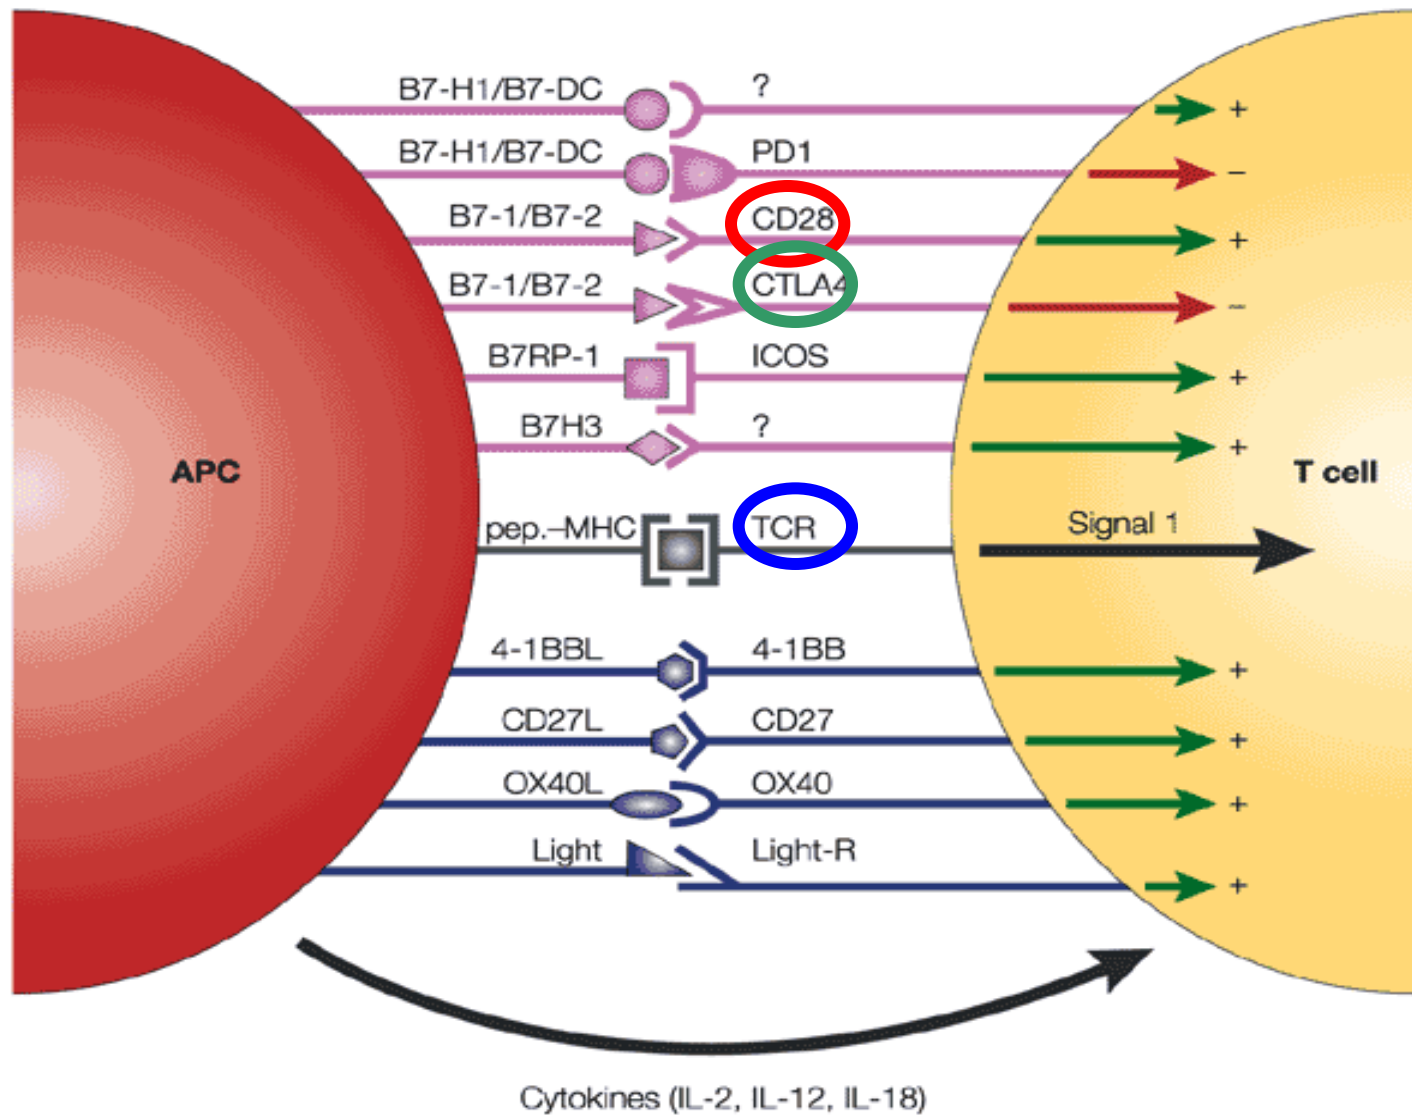 B7-H1/B7-DC ? +
B7-H1/B7-DC PD1 –
B7-1/B7-2 CD28 +
B7-1/B7-2 CTLA4 –
B7RP-1 ICOS +
B7H3 ? +
APC T cell
pep.–MHC TCR Signal 1
4-1BBL 4-1BB +
CD27L CD27 +
OX40L OX40 +
Light Light-R +
Cytokines (IL-2, IL-12, IL-18)